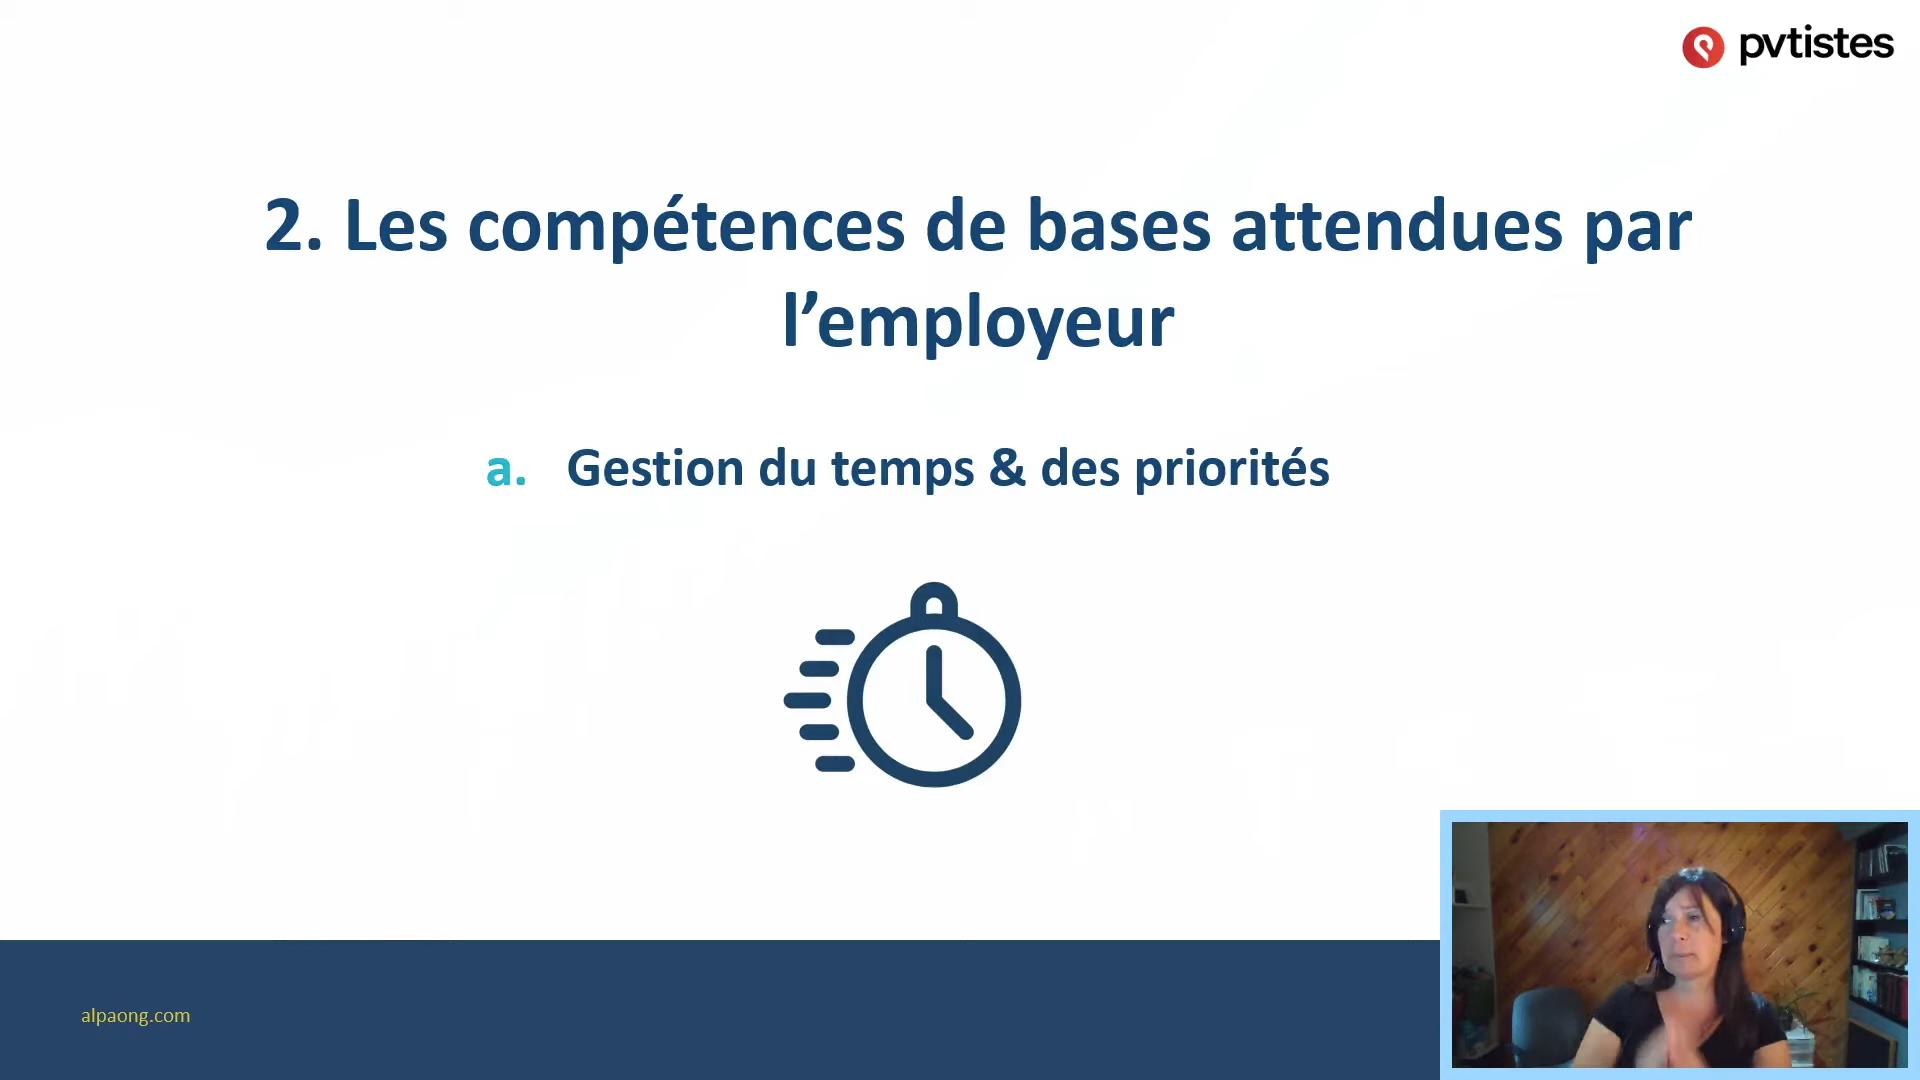 pvtistes
2. Les compétences de bases attendues par
l’employeur
a. Gestion du temps & des priorités
alpaong.com